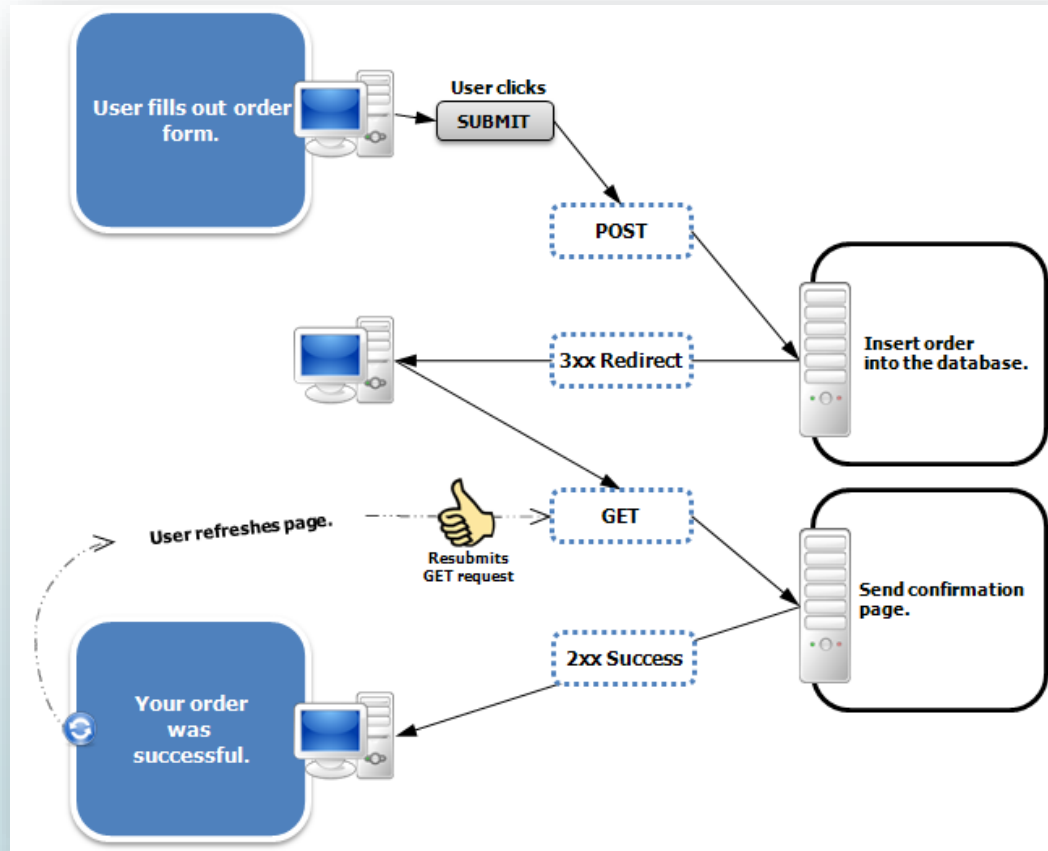 User fills out order
form.
User clicks
SUBMIT
POST
Insert order
into the database.
3xx Redirect
User refreshes page.
Resubmits
GET request
GET
Send confirmation
page.
2xx Success
Your order
was
successful.